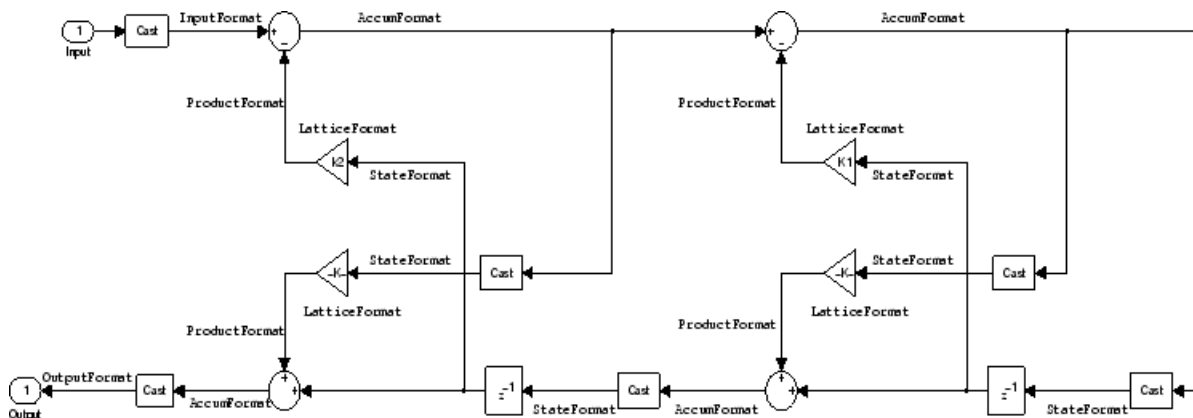 InputFormat
AccumFormat
AccumFormat
1
Cast
+
-
+
-
Input
ProductFormat
ProductFormat
LatticeFormat
LatticeFormat
k2
K1
StateFormat
StateFormat
StateFormat
StateFormat
-K-
Cast
-K-
Cast
LatticeFormat
LatticeFormat
ProductFormat
ProductFormat
OutputFormat
1
Cast
+
+
z-1
Cast
+
+
z-1
Cast
AccumFormat
StateFormat
AccumFormat
StateFormat
Output